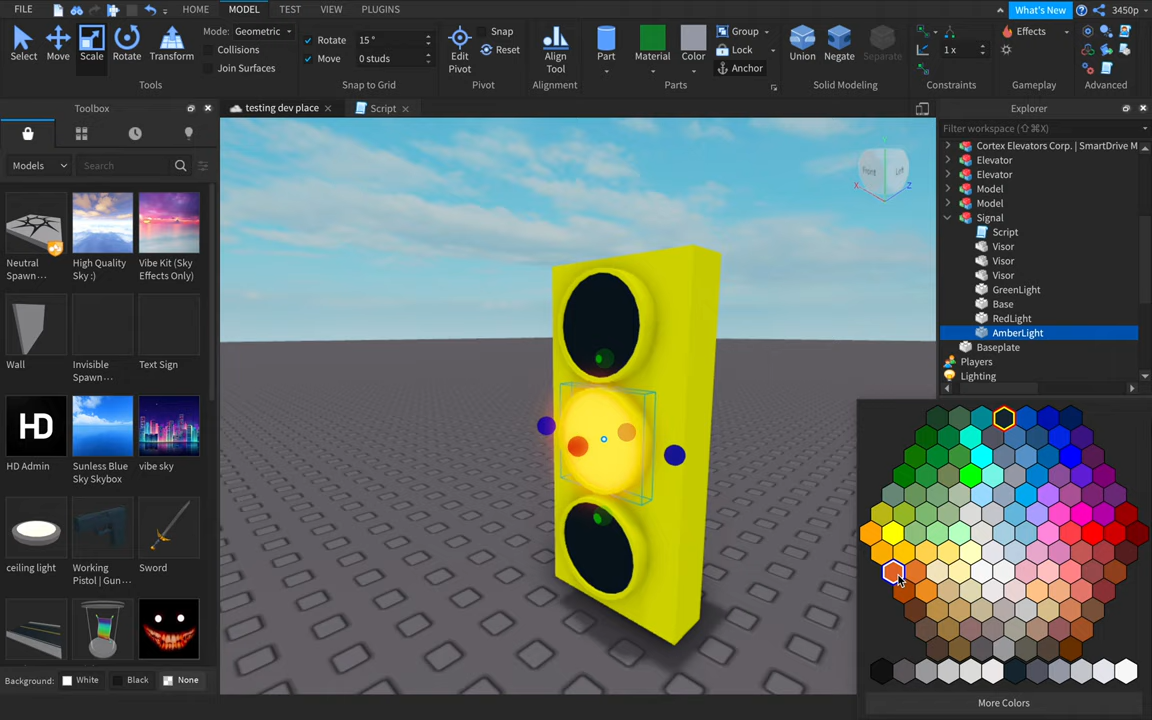 FILE
HOME
MODEL
TEST
VIEW
PLUGINS
What's New
3450p
Select
Move
Scale
Rotate
Transform
Mode: Geometric
Collisions
Join Surfaces
Tools
Rotate 15 °
Move 0 studs
Snap to Grid
Edit
Pivot
Snap
Reset
Pivot
Align
Tool
Alignment
Part
Material
Color
Group
Lock
Anchor
Parts
Union
Negate
Separate
Solid Modeling
1 x
Constraints
Effects
Gameplay
Advanced
Toolbox
testing dev place
Script
Explorer
Models
Search
Neutral
Spawn···
High Quality
Sky :)
Vibe Kit (Sky
Effects Only)
Wall
Invisible
Spawn···
Text Sign
HD
HD Admin
Sunless Blue
Sky Skybox
vibe sky
ceiling light
Working
Pistol | Gun···
Sword
Background:
White
Black
None
Front
Left
X
Z
Filter workspace (⇧⌘X)
Cortex Elevators Corp. | SmartDrive M
Elevator
Elevator
Model
Model
Signal
Script
Visor
Visor
Visor
GreenLight
Base
RedLight
AmberLight
Baseplate
Players
Lighting
More Colors